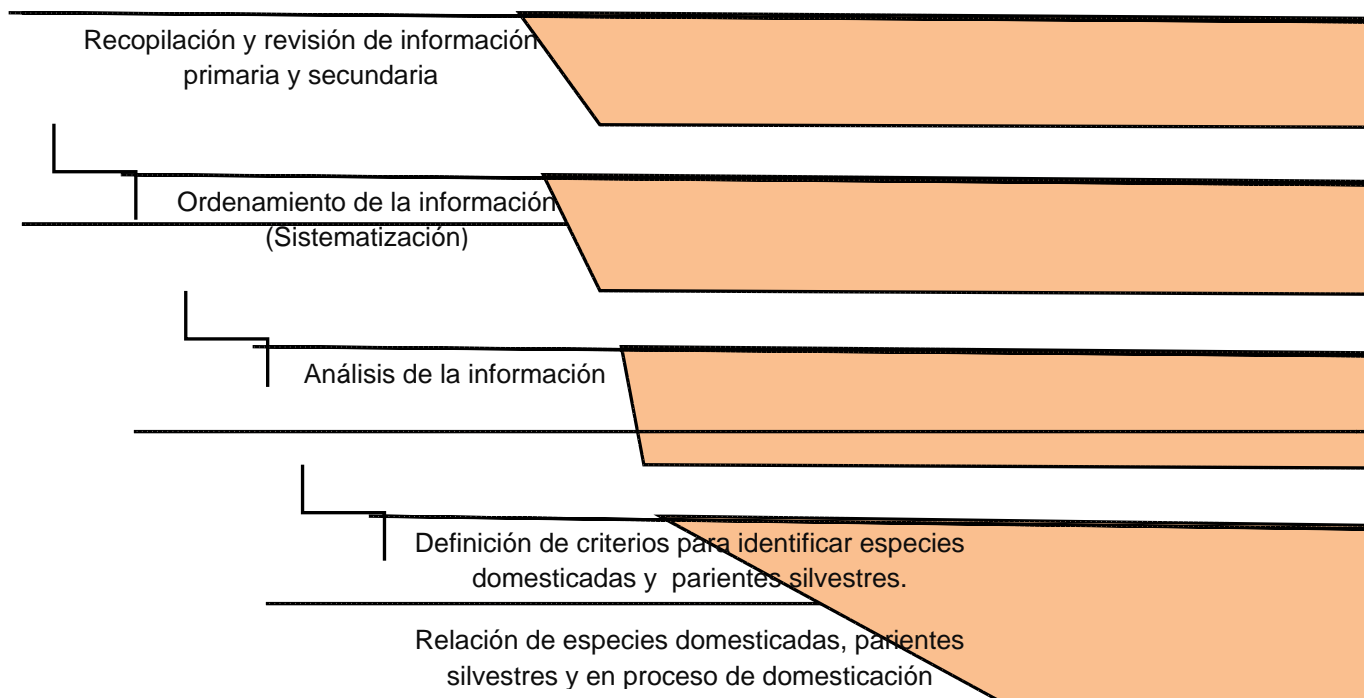 Recopilación y revisión de información
primaria y secundaria
Ordenamiento de la información
(Sistematización)
Análisis de la información
Definición de criterios para identificar especies
domesticadas y  parientes silvestres.
Relación de especies domesticadas, parientes
silvestres y en proceso de domesticación